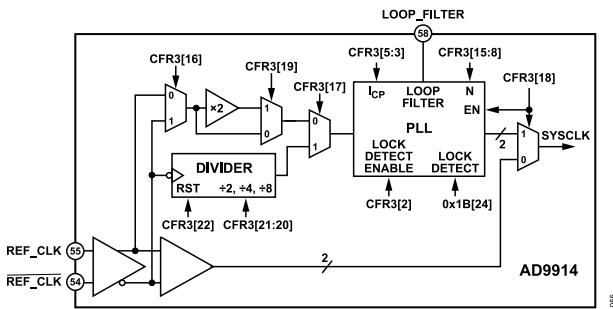 LOOP_FILTER
58
CFR3[16]
CFR3[19]
CFR3[17]
CFR3[5:3]
CFR3[15:8]
CFR3[18]
0
1
×2
1
0
0
1
ICP
LOOP
FILTER
N
EN
PLL
LOCK
DETECT
ENABLE
LOCK
DETECT
2
1
0
SYSCLK
DIVIDER
RST
÷2, ÷4, ÷8
CFR3[22]
CFR3[21:20]
CFR3[2]
0x1B[24]
REF_CLK
55
REF_CLK
54
2
AD9914
055